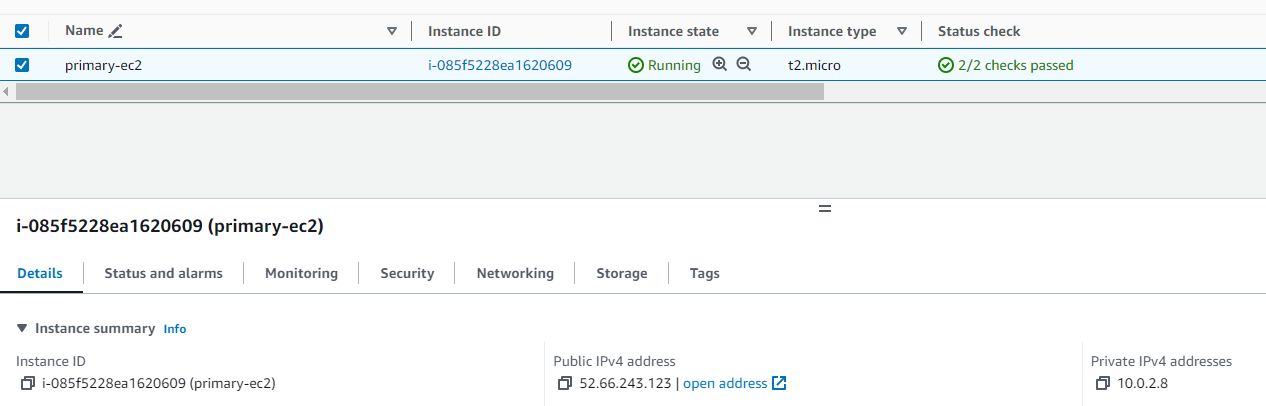 Name Instance ID Instance state Instance type Status check
primary-ec2 i-085f5228ea1620609 Running t2.micro 2/2 checks passed
i-085f5228ea1620609 (primary-ec2)
Details Status and alarms Monitoring Security Networking Storage Tags
Instance summary Info
Instance ID Public IPv4 address Private IPv4 addresses
i-085f5228ea1620609 (primary-ec2) 52.66.243.123 | open address 10.0.2.8